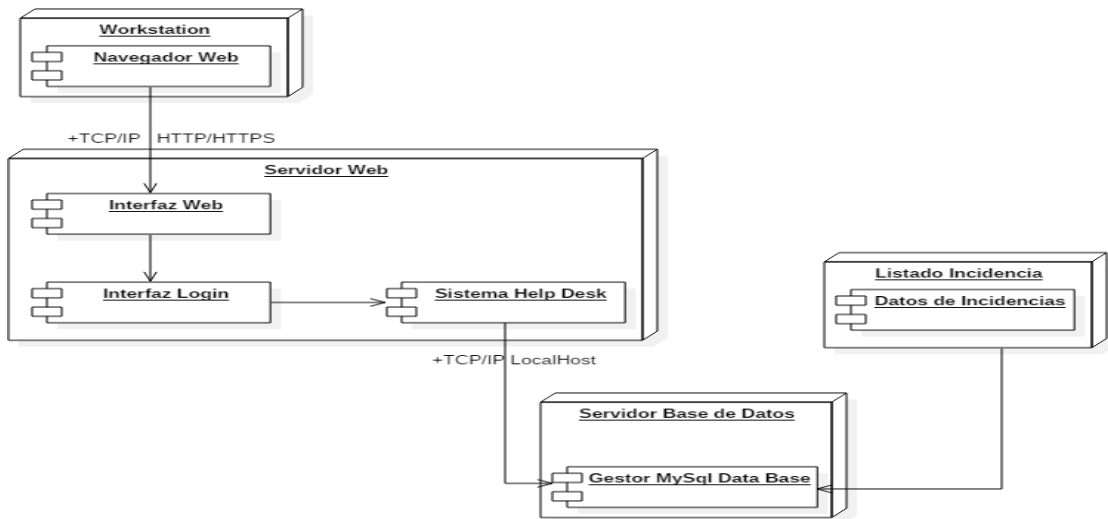 Workstation
Navegador Web
+TCP/IP HTTP/HTTPS
Servidor Web
Interfaz Web
Interfaz Login
Sistema Help Desk
Listado Incidencia
Datos de Incidencias
+TCP/IP LocalHost
Servidor Base de Datos
Gestor MySql Data Base